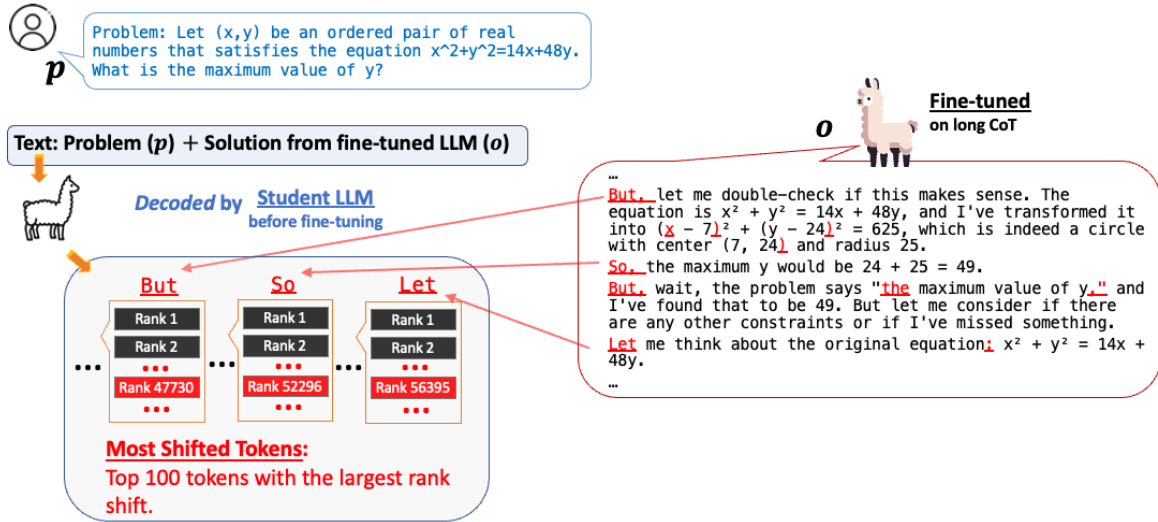 Problem: Let (x,y) be an ordered pair of real
numbers that satisfies the equation x^2+y^2=14x+48y.
What is the maximum value of y?
p
Text: Problem (p) + Solution from fine-tuned LLM (o)
Decoded by Student LLM
before fine-tuning
But So Let
Rank 1 Rank 1 Rank 1
Rank 2 Rank 2 Rank 2
... ... ...
... ... ... 
Rank 47730 Rank 52296 Rank 56395
... ... ...
Most Shifted Tokens:
Top 100 tokens with the largest rank
shift.
o
Fine-tuned
on long CoT
…
But, let me double-check if this makes sense. The
equation is x² + y² = 14x + 48y, and I've transformed it
into (x – 7)² + (y – 24)² = 625, which is indeed a circle
with center (7, 24) and radius 25.
So, the maximum y would be 24 + 25 = 49.
But, wait, the problem says "the maximum value of y," and
I've found that to be 49. But let me consider if there
are any other constraints or if I've missed something.
Let me think about the original equation: x² + y² = 14x +
48y.
…